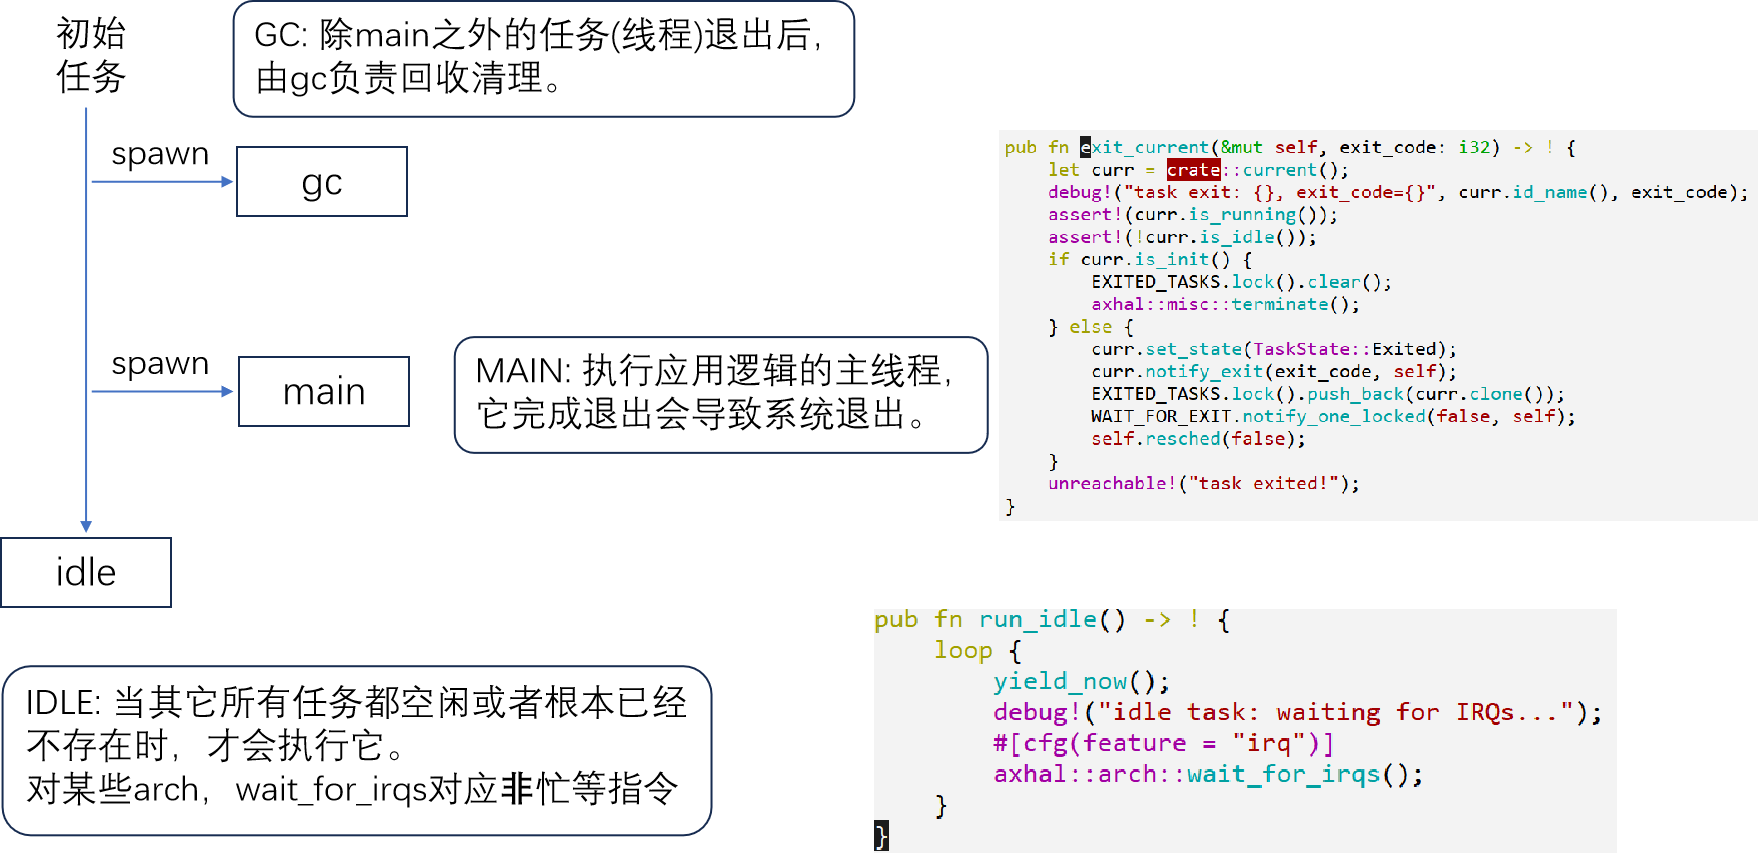 初始
任务
GC: 除main之外的任务(线程)退出后，
由gc负责回收清理。
spawn
gc
spawn
main
MAIN: 执行应用逻辑的主线程，
它完成退出会导致系统退出。
idle
IDLE: 当其它所有任务都空闲或者根本已经
不存在时，才会执行它。
对某些arch，wait_for_irqs对应非忙等指令
pub fn exit_current(&mut self, exit_code: i32) -> ! {
    let curr = crate::current();
    debug!("task exit: {}, exit_code={}", curr.id_name(), exit_code);
    assert!(curr.is_running());
    assert!(!curr.is_idle());
    if curr.is_init() {
        EXITED_TASKS.lock().clear();
        axhal::misc::terminate();
    } else {
        curr.set_state(TaskState::Exited);
        curr.notify_exit(exit_code, self);
        EXITED_TASKS.lock().push_back(curr.clone());
        WAIT_FOR_EXIT.notify_one_locked(false, self);
        self.resched(false);
    }
    unreachable!("task exited!");
}
pub fn run_idle() -> ! {
    loop {
        yield_now();
        debug!("idle task: waiting for IRQs...");
        #[cfg(feature = "irq")]
        axhal::arch::wait_for_irqs();
    }
}